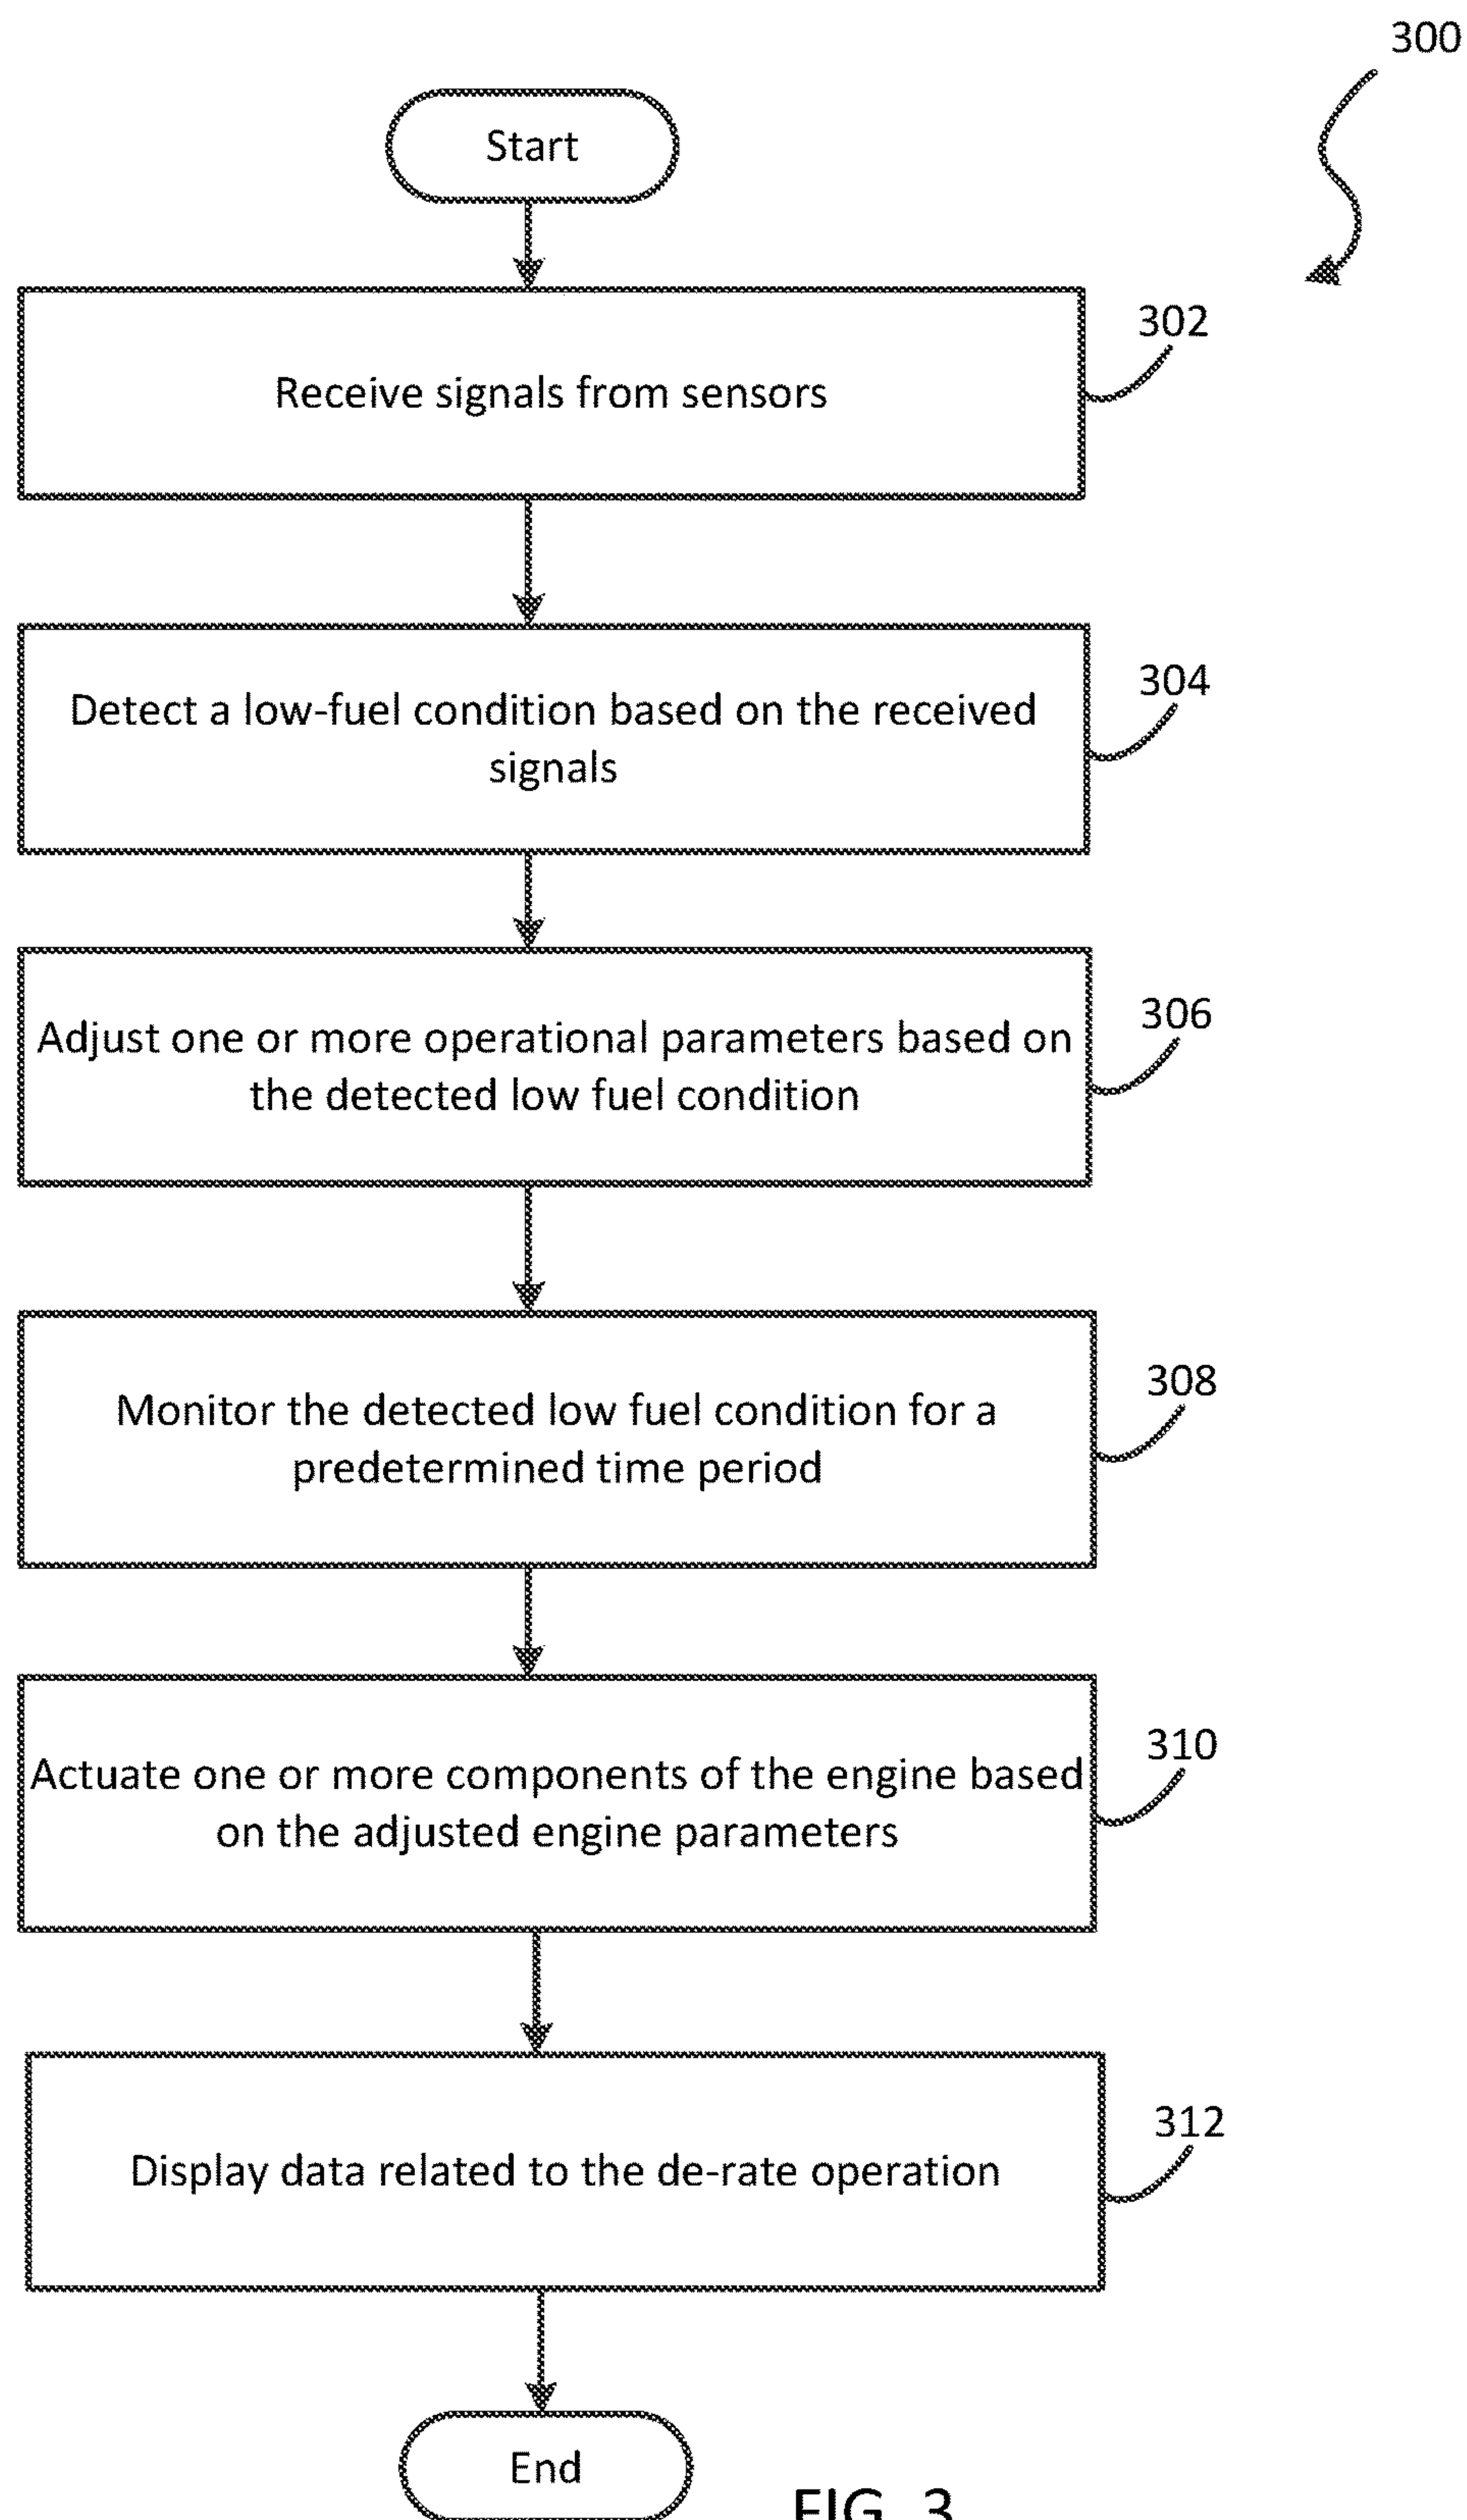 300
Start
302
Receive signals from sensors
304
Detect a low-fuel condition based on the received
signals
306
Adjust one or more operational parameters based on
the detected low fuel condition
308
Monitor the detected low fuel condition for a
predetermined time period
310
Actuate one or more components of the engine based
on the adjusted engine parameters
312
Display data related to the de-rate operation
End
FIG. 3